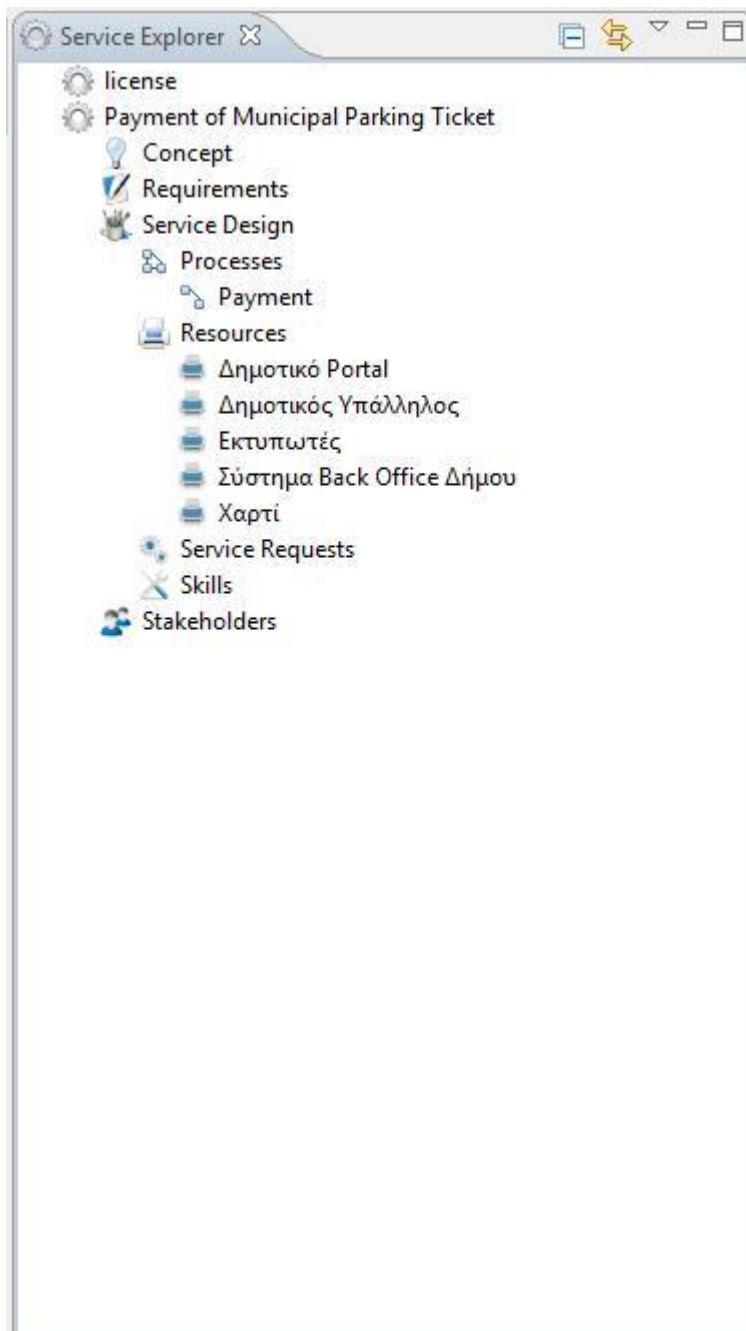 Service Explorer
license
Payment of Municipal Parking Ticket
Concept
Requirements
Service Design
Processes
Payment
Resources
Δημοτικό Portal
Δημοτικός Υπάλληλος
Εκτυπωτές
Σύστημα Back Office Δήμου
Χαρτί
Service Requests
Skills
Stakeholders